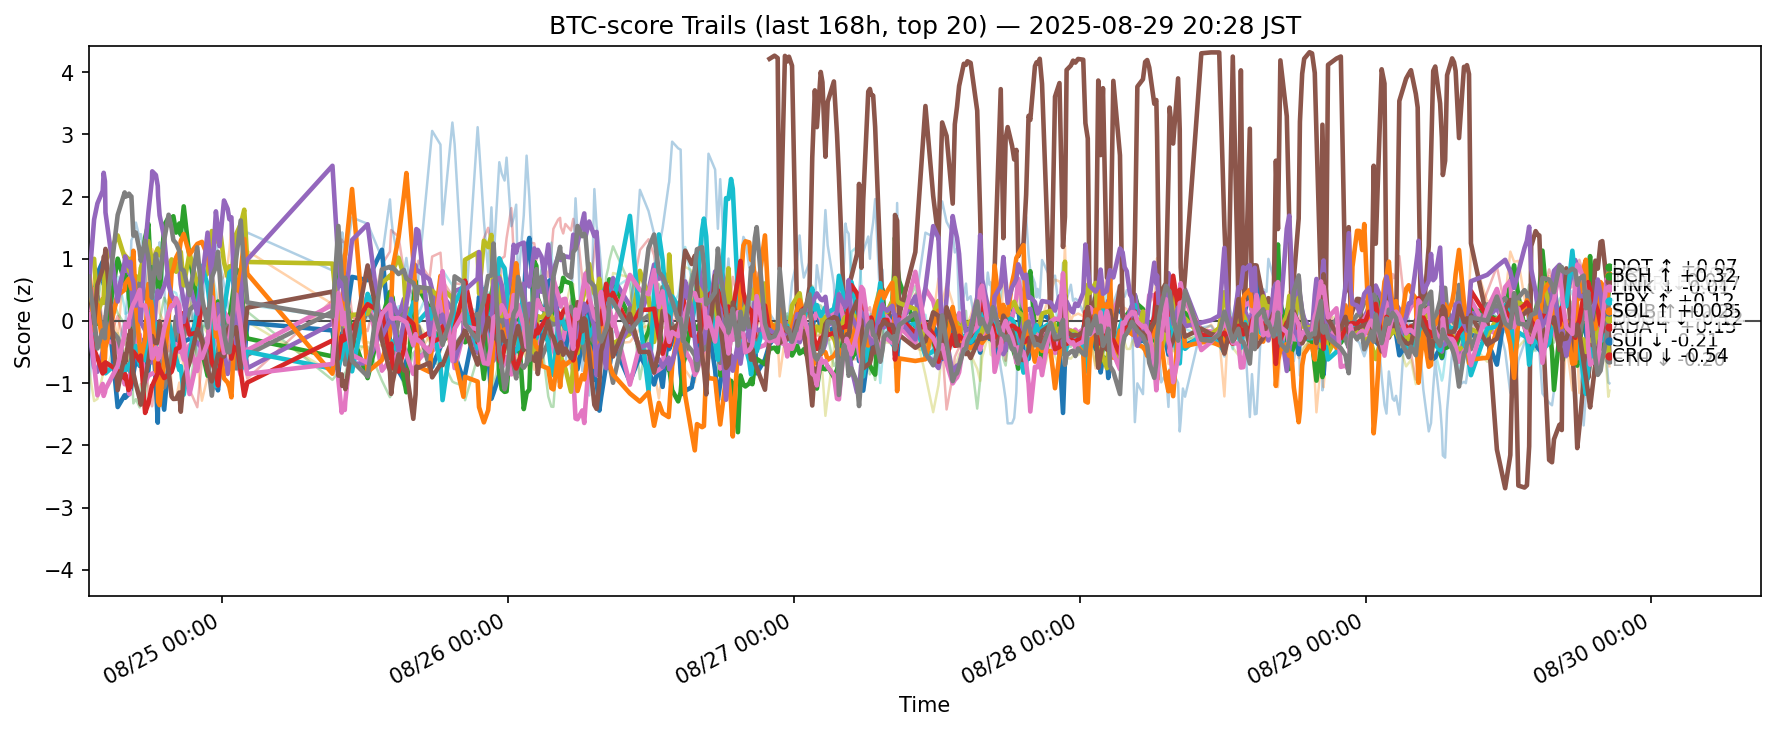 BTC-score Trails (last 168h, top 20) — 2025-08-29 20:28 JST
Score (z)
4
3
2
1
0
−1
−2
−3
−4
DOT ↑ +0.07
BCH ↑ +0.32
TRX ↑ +0.12
SOL ↑ +0.03
SUI ↓ -0.21
CRO ↓ -0.54
08/25 00:00
08/26 00:00
08/27 00:00
08/28 00:00
08/29 00:00
08/30 00:00
Time